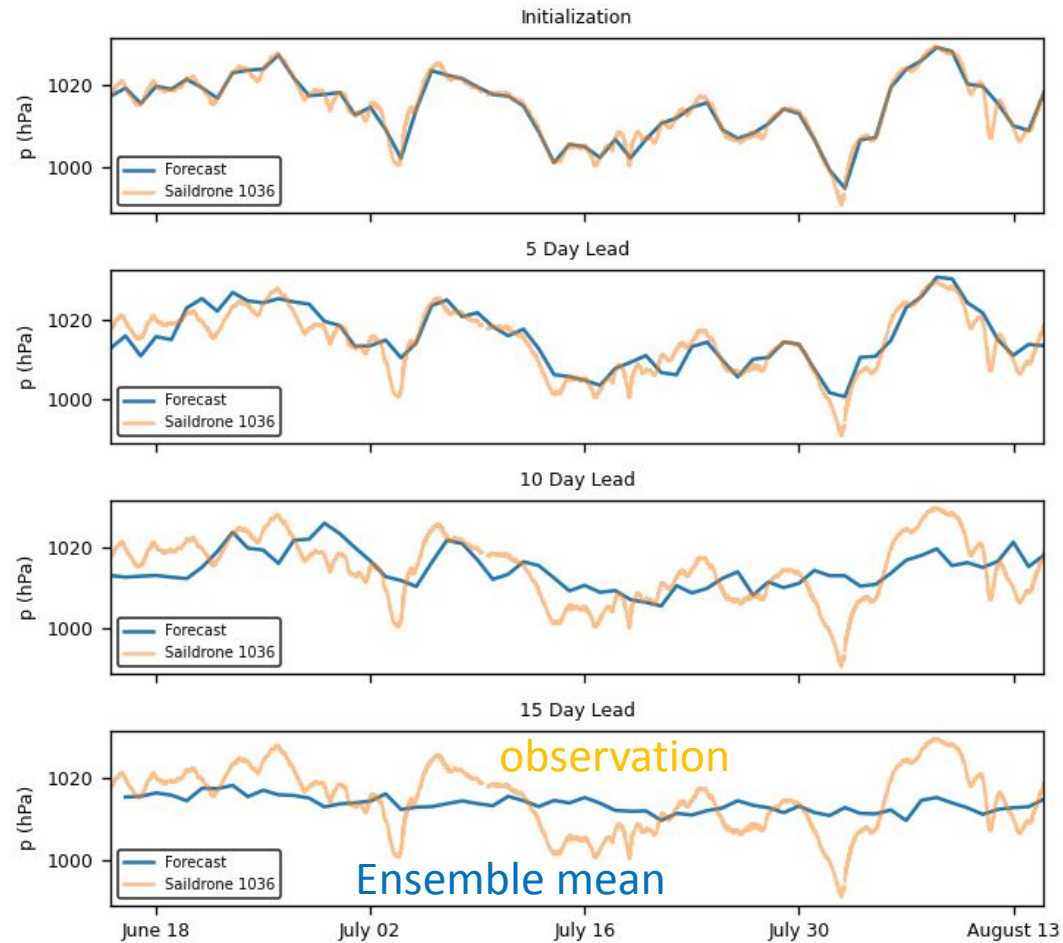 Initialization
p (hPa)
1020
1000
Forecast
Saildrone 1036
5 Day Lead
p (hPa)
1020
1000
Forecast
Saildrone 1036
10 Day Lead
p (hPa)
1020
1000
Forecast
Saildrone 1036
15 Day Lead
observation
p (hPa)
1020
1000
Forecast
Saildrone 1036
Ensemble mean
June 18 July 02 July 16 July 30 August 13